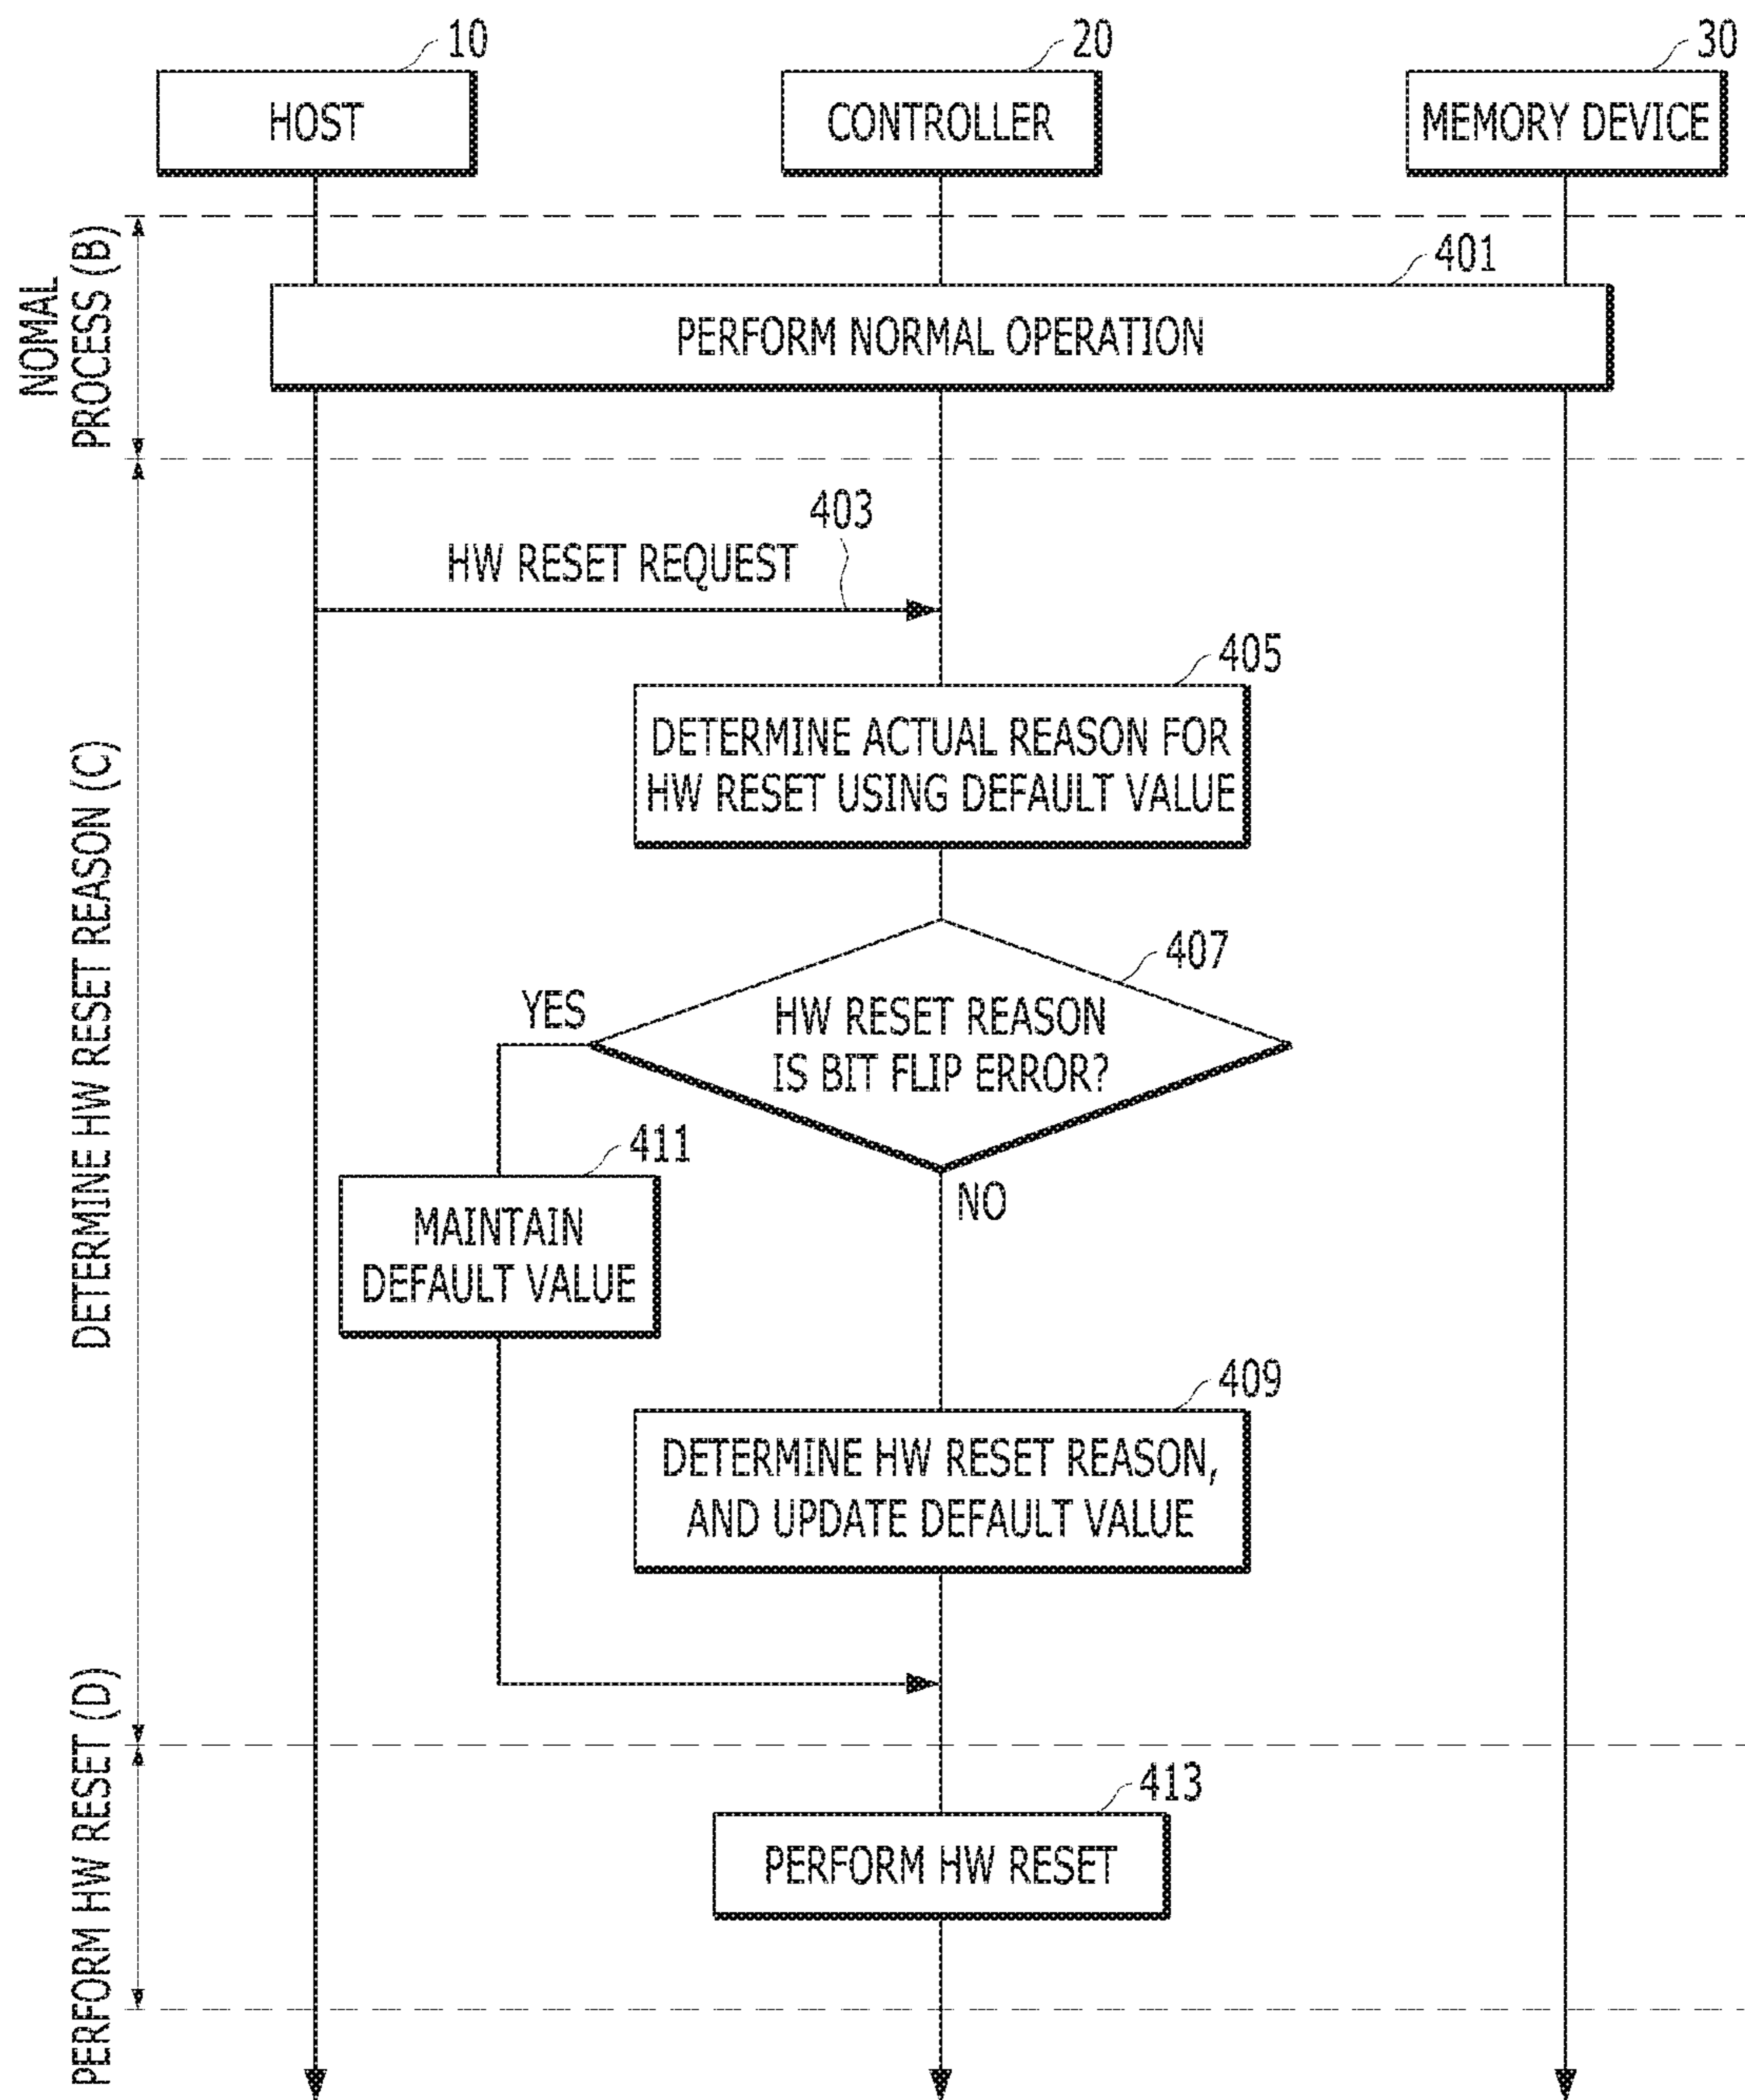 10
20
30
HOST
CONTROLLER
MEMORY DEVICE
NOMAL
PROCESS (B)
401
PERFORM NORMAL OPERATION
DETERMINE HW RESET REASON (C)
403
HW RESET REQUEST
405
DETERMINE ACTUAL REASON FOR
HW RESET USING DEFAULT VALUE
407
HW RESET REASON
IS BIT FLIP ERROR?
YES
NO
411
MAINTAIN
DEFAULT VALUE
409
DETERMINE HW RESET REASON,
AND UPDATE DEFAULT VALUE
PERFORM HW RESET (D)
413
PERFORM HW RESET